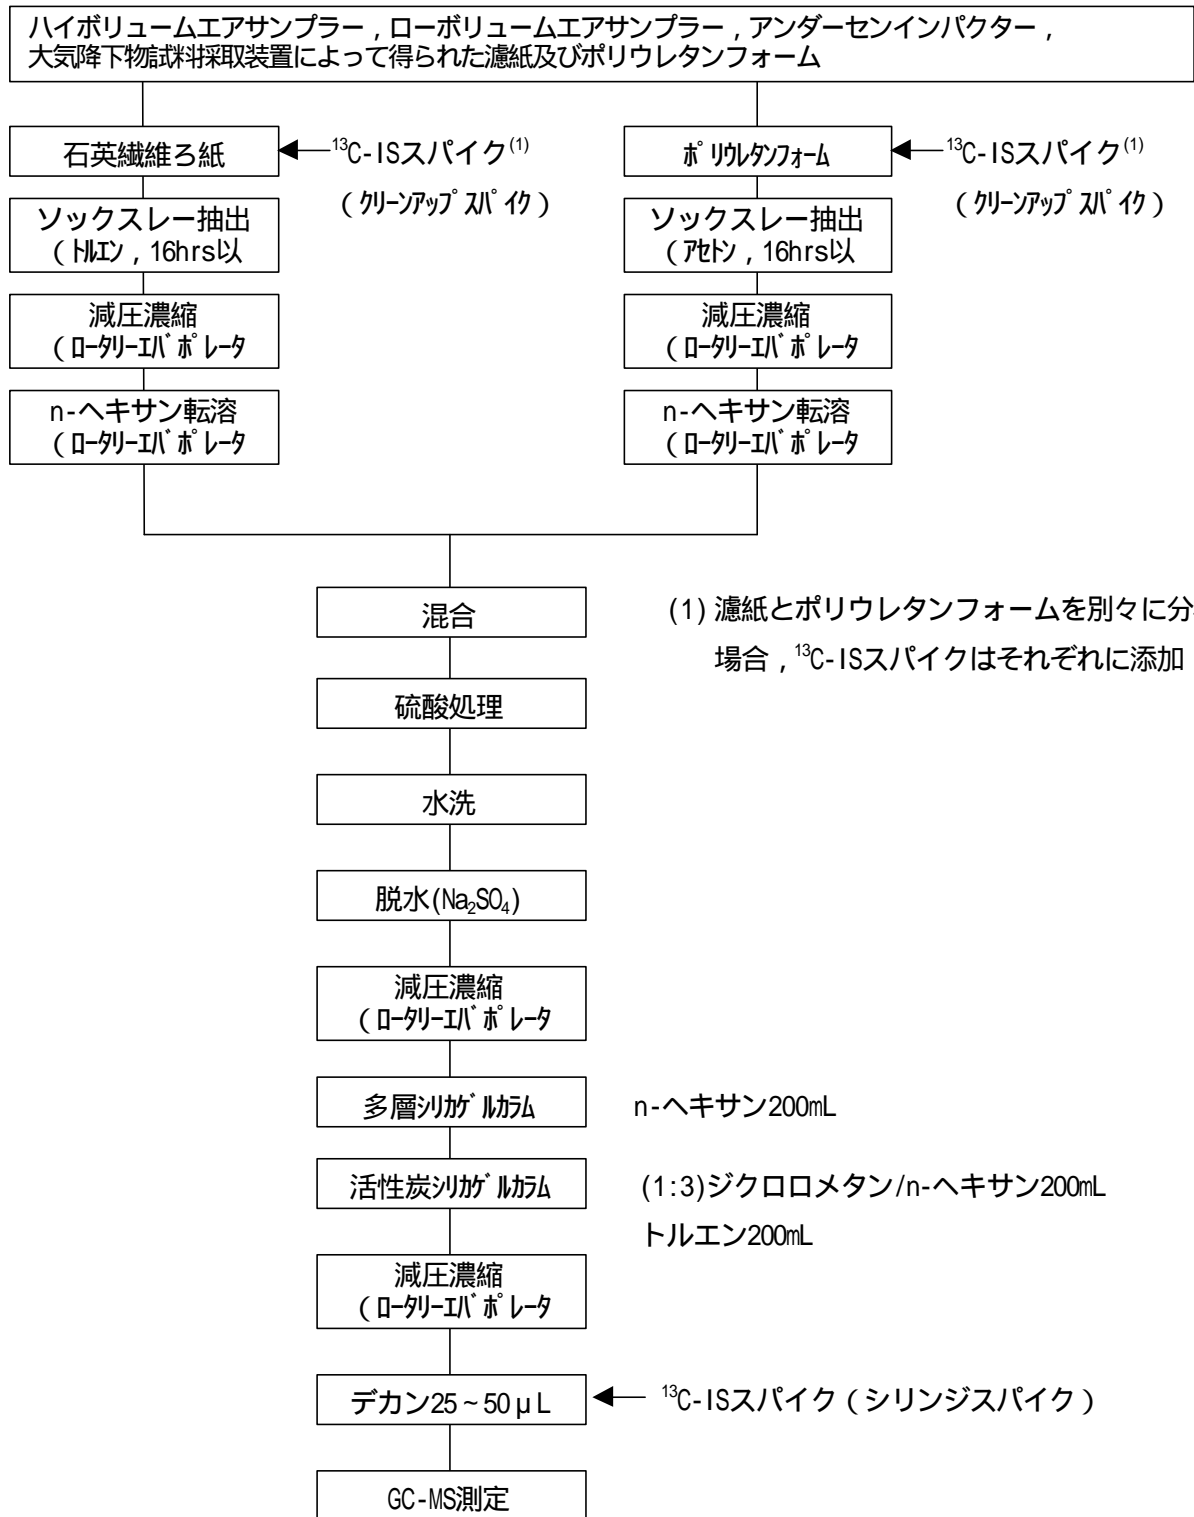 ハイボリュームエアサンプラー，ローボリュームエアサンプラー，アンダーセンインパクター，
大気降下物試料採取装置によって得られた濾紙及びポリウレタンフォーム
石英繊維ろ紙
¹³C-ISスパイク⁽¹⁾
（ｸﾘｰﾝｱｯﾌﾟｽﾊﾟｲｸ）
ソックスレー抽出
（ﾄﾙｴﾝ，16hrs以
減圧濃縮
（ﾛｰﾀﾘｰｴﾊﾞﾎﾟﾚｰﾀ
n-ヘキサン転溶
（ﾛｰﾀﾘｰｴﾊﾞﾎﾟﾚｰﾀ
ﾎﾟﾘｳﾚﾀﾝﾌｫｰﾑ
¹³C-ISスパイク⁽¹⁾
（ｸﾘｰﾝｱｯﾌﾟｽﾊﾟｲｸ）
ソックスレー抽出
（ｱｾﾄﾝ，16hrs以
減圧濃縮
（ﾛｰﾀﾘｰｴﾊﾞﾎﾟﾚｰﾀ
n-ヘキサン転溶
（ﾛｰﾀﾘｰｴﾊﾞﾎﾟﾚｰﾀ
混合
(1) 濾紙とポリウレタンフォームを別々に分
場合，¹³C-ISスパイクはそれぞれに添加
硫酸処理
水洗
脱水(Na₂SO₄)
減圧濃縮
（ﾛｰﾀﾘｰｴﾊﾞﾎﾟﾚｰﾀ
多層ｼﾘｶｹﾞﾙｶﾗﾑ
n-ヘキサン200mL
活性炭ｼﾘｶｹﾞﾙｶﾗﾑ
(1:3)ジクロロメタン/n-ヘキサン200mL
トルエン200mL
減圧濃縮
（ﾛｰﾀﾘｰｴﾊﾞﾎﾟﾚｰﾀ
デカン25～50μL
¹³C-ISスパイク（シリンジスパイク）
GC-MS測定